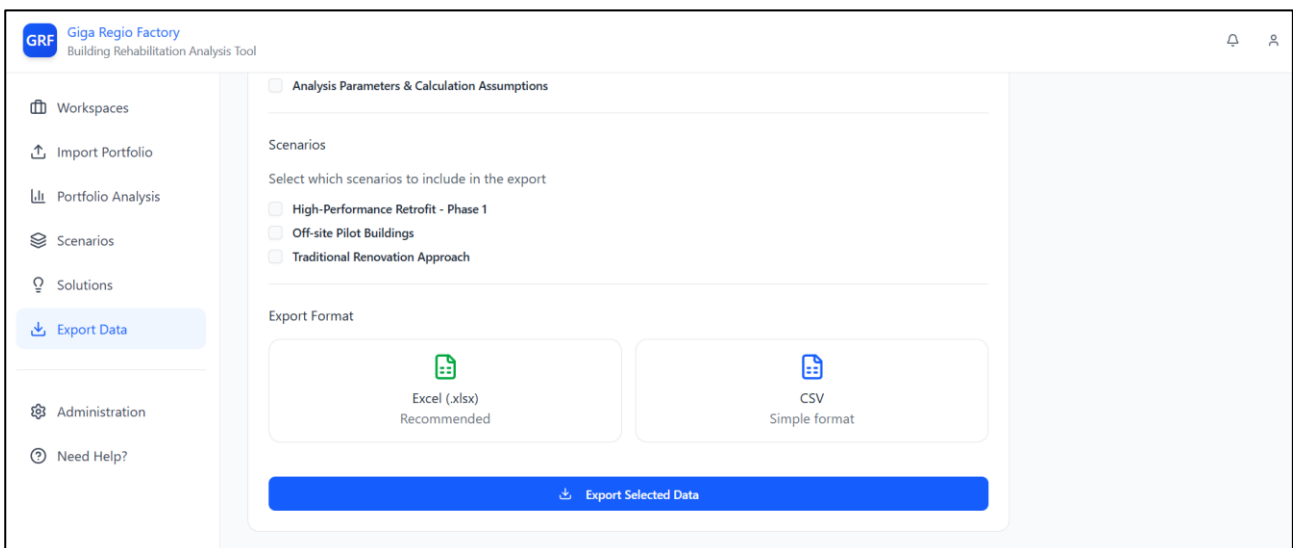 GRF
Giga Regio Factory
Building Rehabilitation Analysis Tool
Workspaces
Import Portfolio
Portfolio Analysis
Scenarios
Solutions
Export Data
Administration
Need Help?
Analysis Parameters & Calculation Assumptions
Scenarios
Select which scenarios to include in the export
High-Performance Retrofit - Phase 1
Off-site Pilot Buildings
Traditional Renovation Approach
Export Format
Excel (.xlsx)
Recommended
CSV
Simple format
Export Selected Data